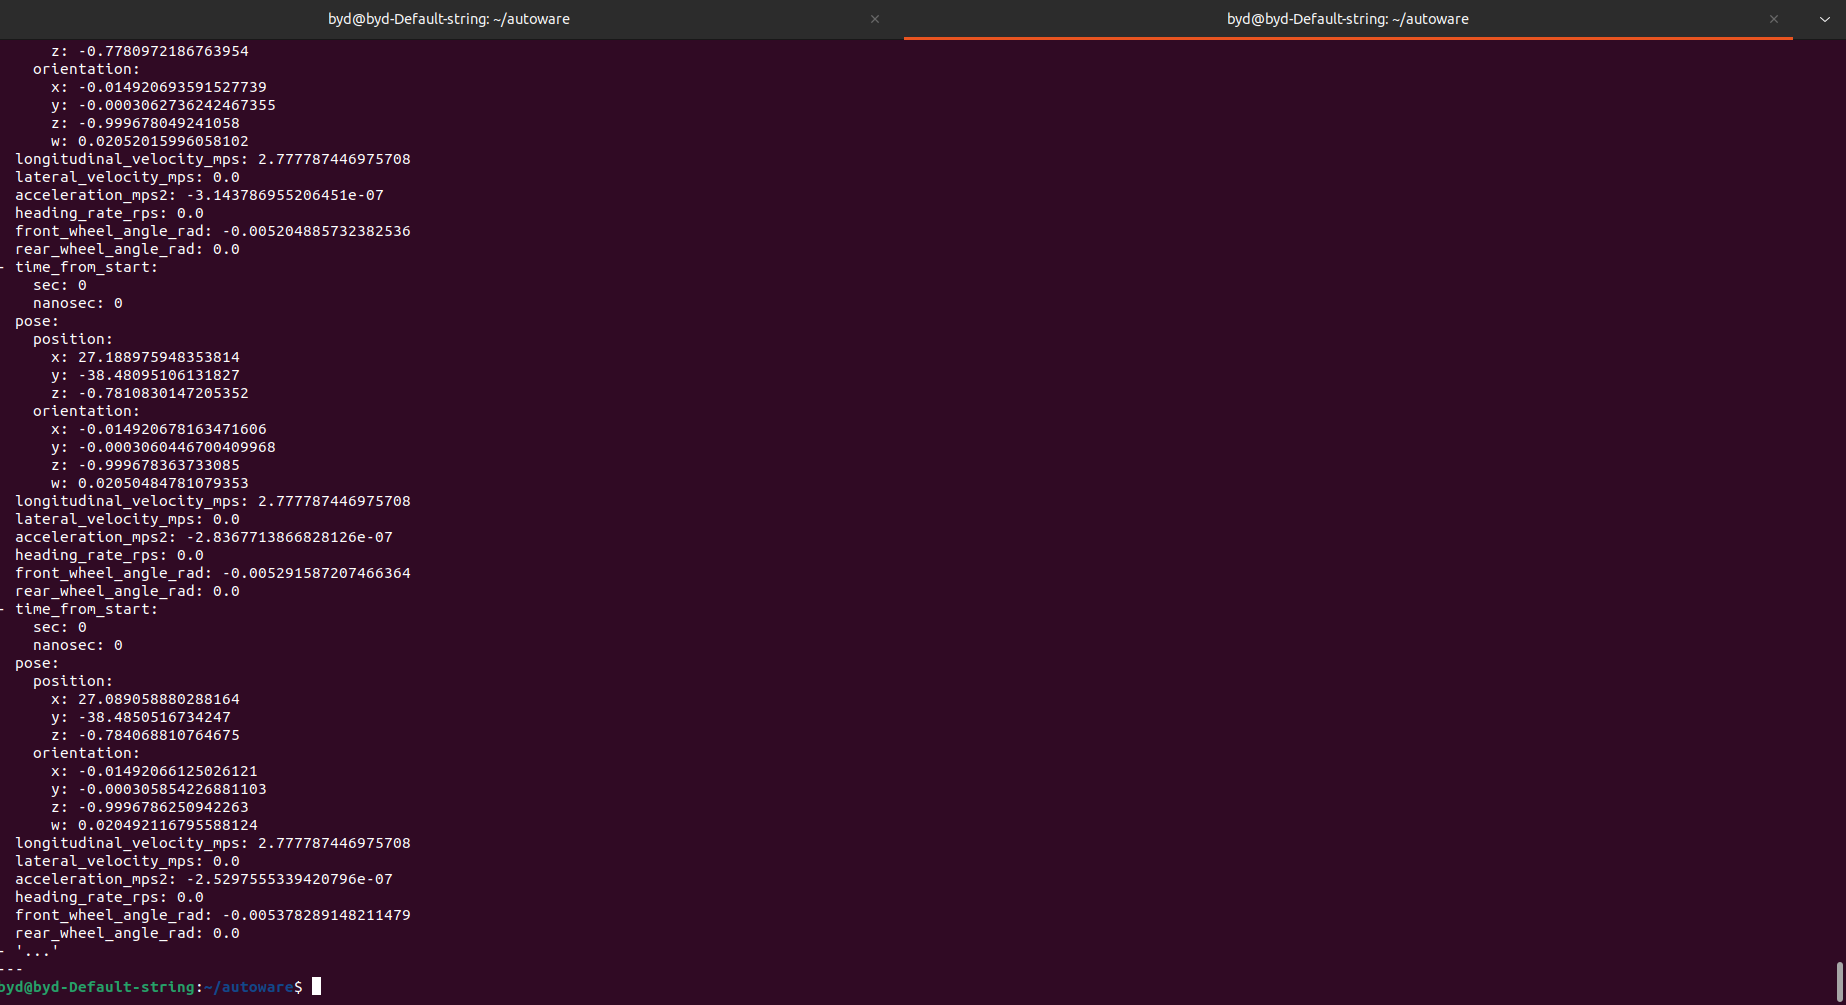 byd@byd-Default-string: ~/autoware × byd@byd-Default-string: ~/autoware ×
z: -0.7780972186763954
orientation:
x: -0.014920693591527739
y: -0.0003062736242467355
z: -0.999678049241058
w: 0.02052015996058102
longitudinal_velocity_mps: 2.777787446975708
lateral_velocity_mps: 0.0
acceleration_mps2: -3.143786955206451e-07
heading_rate_rps: 0.0
front_wheel_angle_rad: -0.005204885732382536
rear_wheel_angle_rad: 0.0
- time_from_start:
sec: 0
nanosec: 0
pose:
position:
x: 27.188975948353814
y: -38.48095106131827
z: -0.7810830147205352
orientation:
x: -0.014920678163471606
y: -0.0003060446700409968
z: -0.999678363733085
w: 0.02050484781079353
longitudinal_velocity_mps: 2.777787446975708
lateral_velocity_mps: 0.0
acceleration_mps2: -2.8367713866828126e-07
heading_rate_rps: 0.0
front_wheel_angle_rad: -0.005291587207466364
rear_wheel_angle_rad: 0.0
- time_from_start:
sec: 0
nanosec: 0
pose:
position:
x: 27.089058880288164
y: -38.4850516734247
z: -0.784068810764675
orientation:
x: -0.01492066125026121
y: -0.000305854226881103
z: -0.9996786250942263
w: 0.020492116795588124
longitudinal_velocity_mps: 2.777787446975708
lateral_velocity_mps: 0.0
acceleration_mps2: -2.5297555339420796e-07
heading_rate_rps: 0.0
front_wheel_angle_rad: -0.005378289148211479
rear_wheel_angle_rad: 0.0
- '...'
---
byd@byd-Default-string:~/autoware$